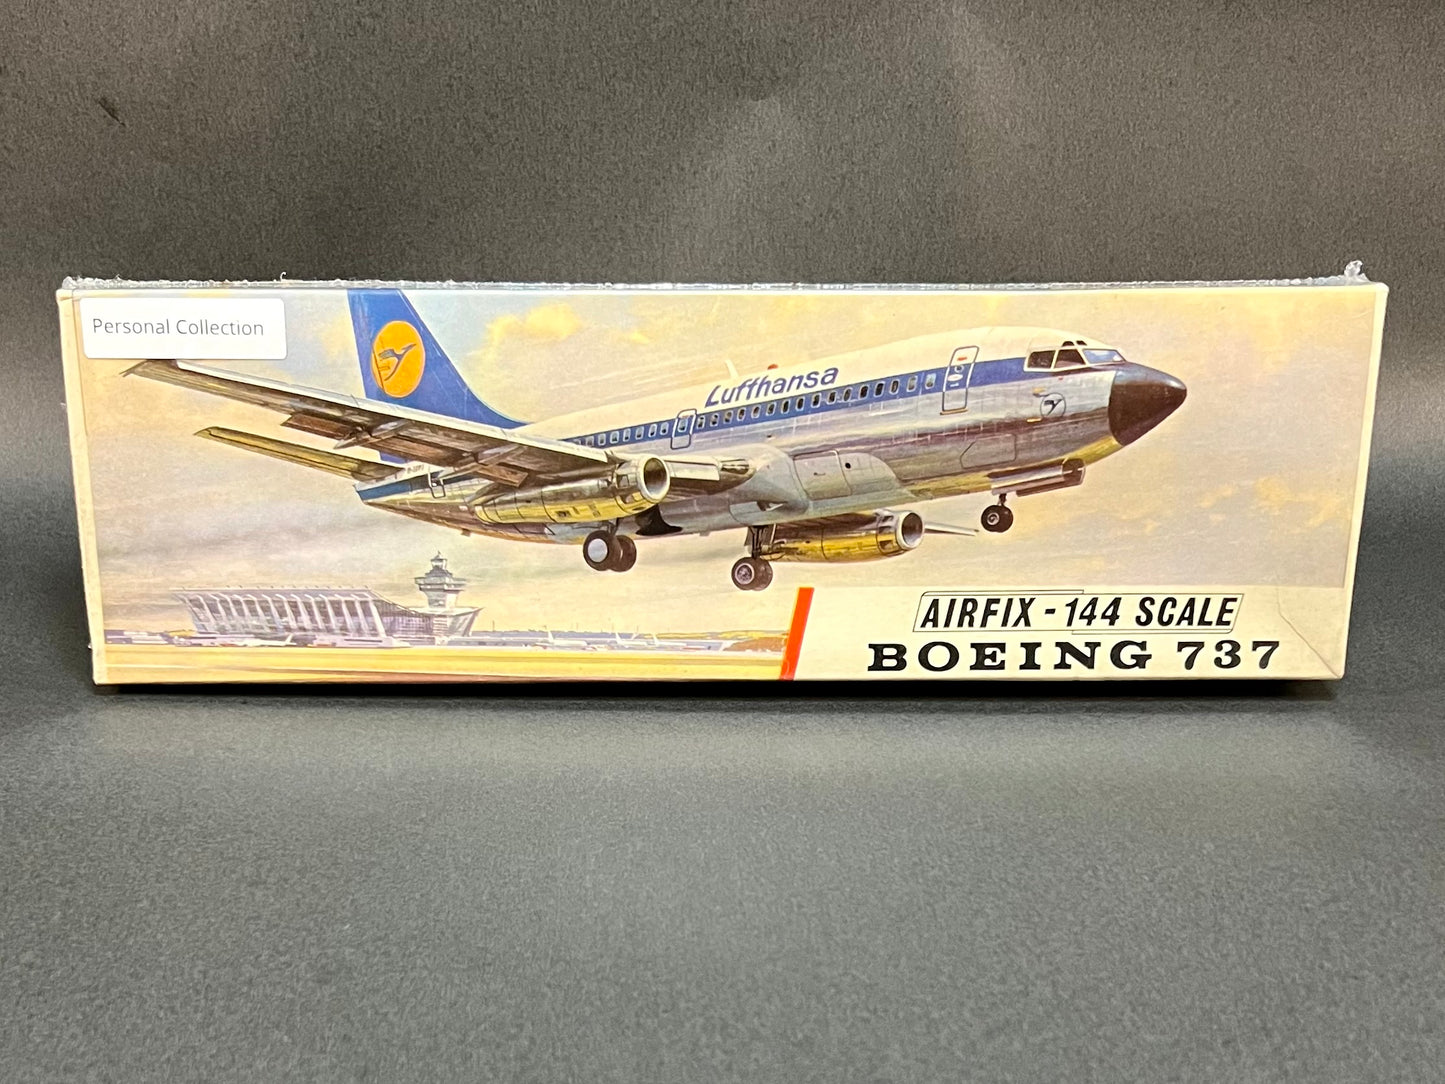 Personal Collection
Lufthansa
AIRFIX - 144 SCALE
BOEING 737